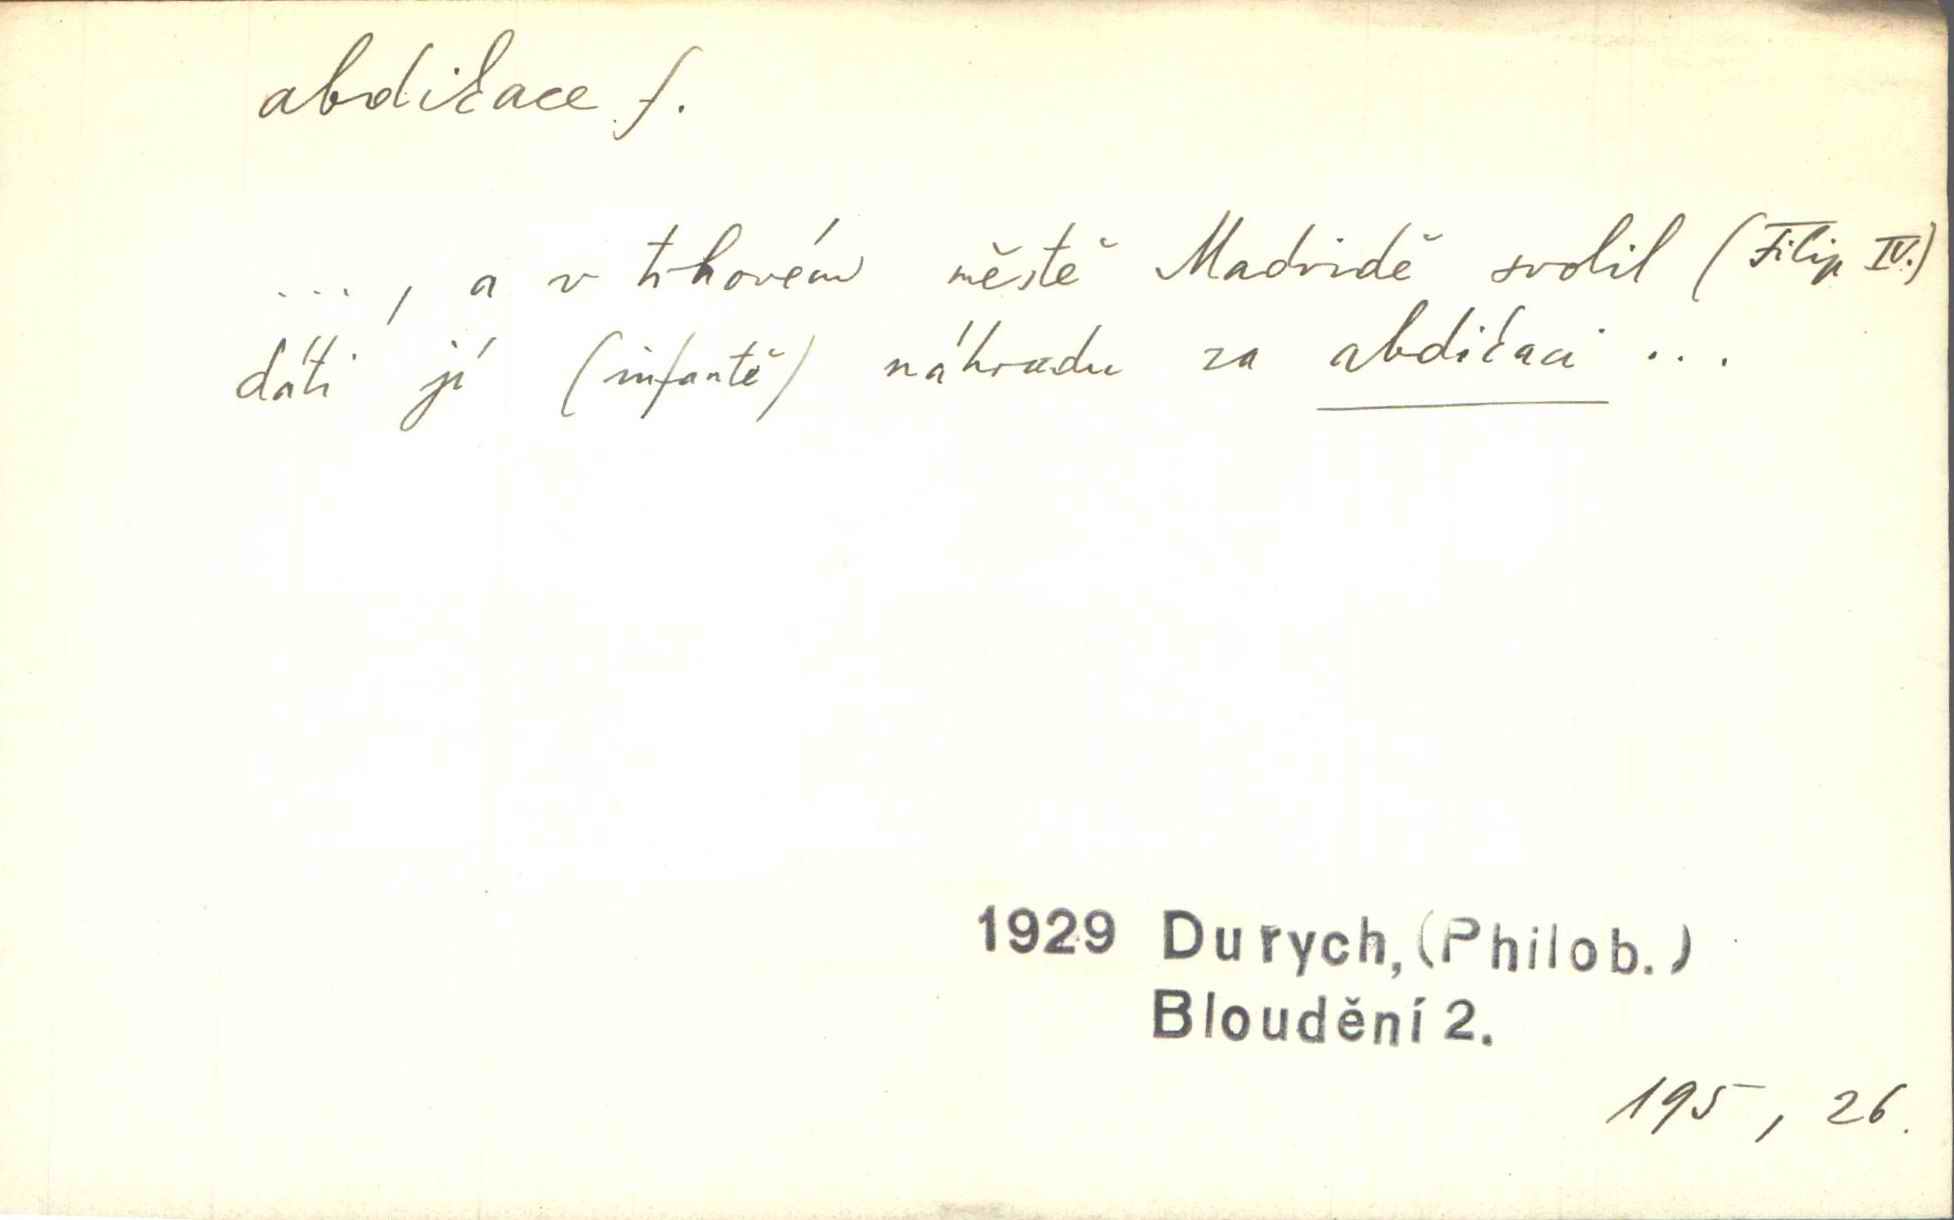 abdikace f.
..., a v trhovém městě Madridě svolil (Filip IV.)
dáti jí (infantě) náhradu za abdikaci ...
1929 Durych, (Philob.)
Bloudění 2.
195, 26.